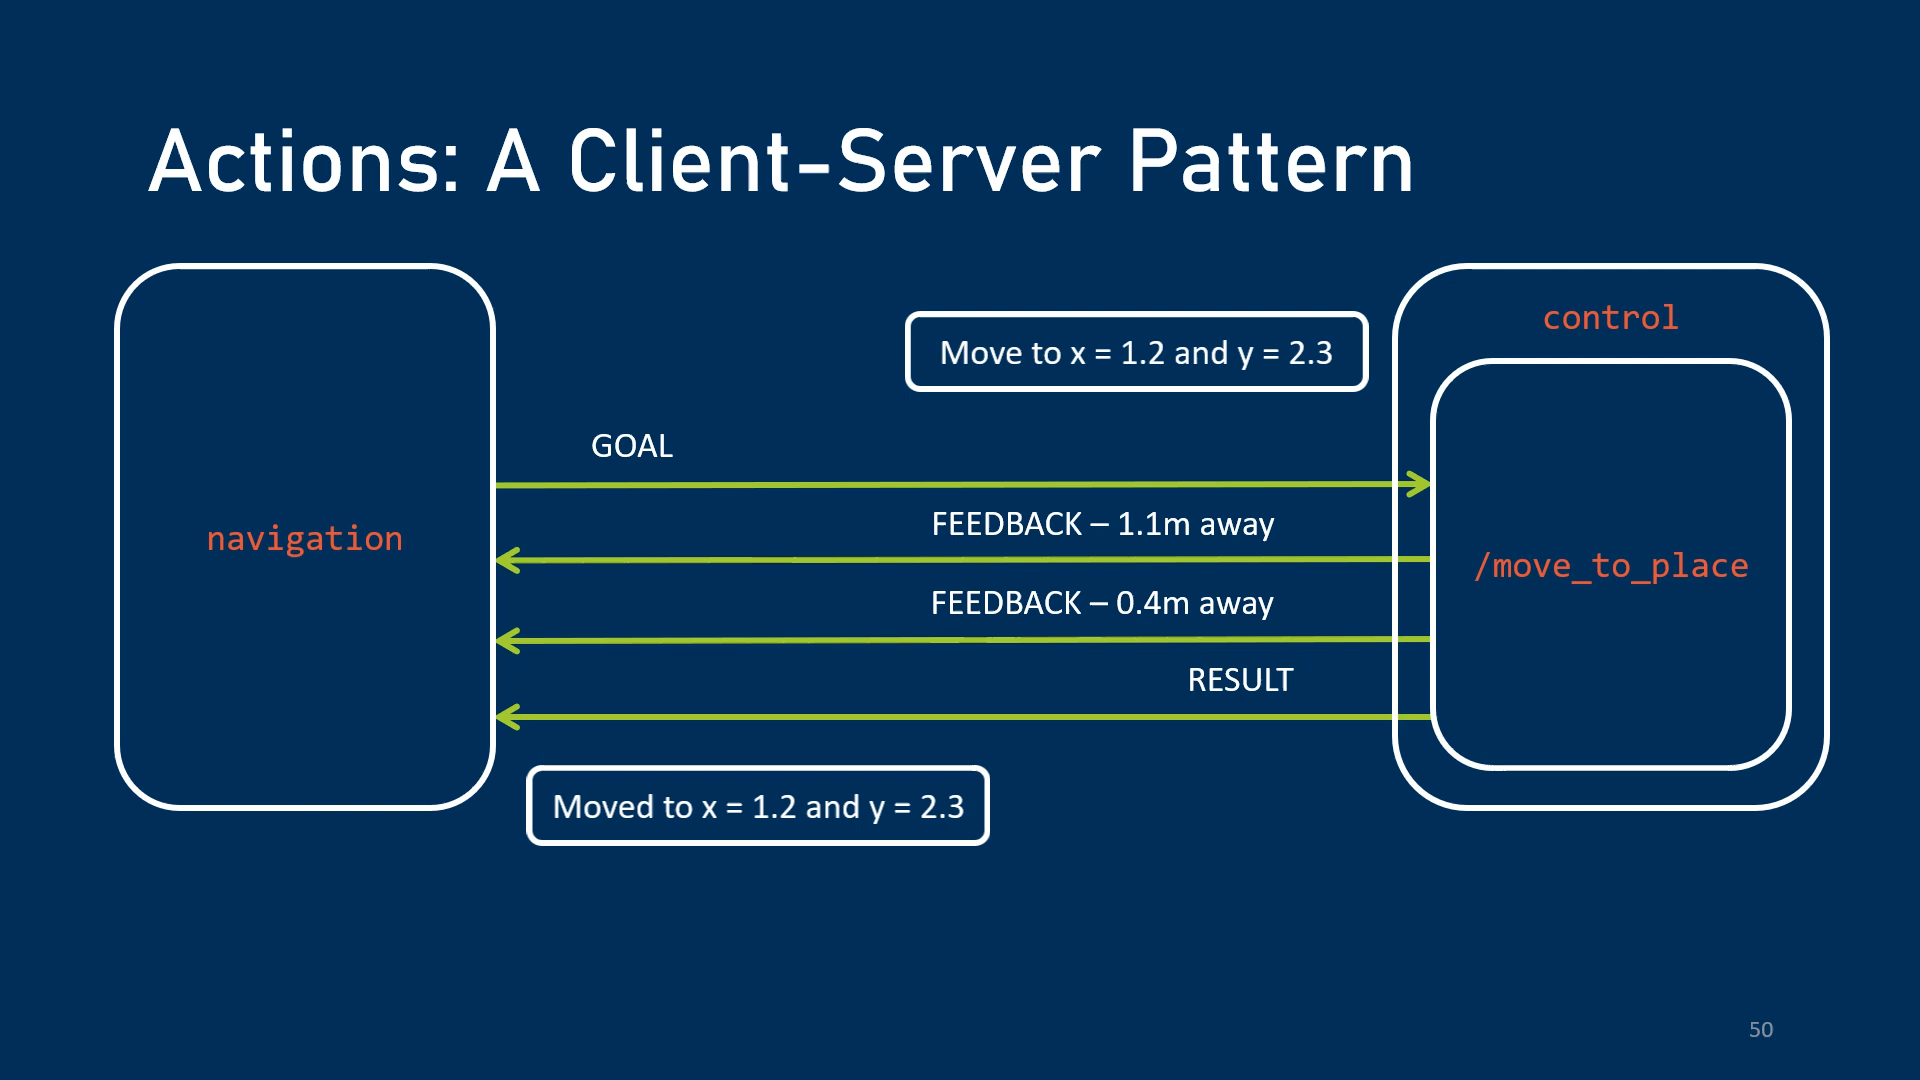 Actions: A Client-Server Pattern
control
Move to x = 1.2 and y = 2.3
GOAL
FEEDBACK – 1.1m away
navigation
/move_to_place
FEEDBACK – 0.4m away
RESULT
Moved to x = 1.2 and y = 2.3
50